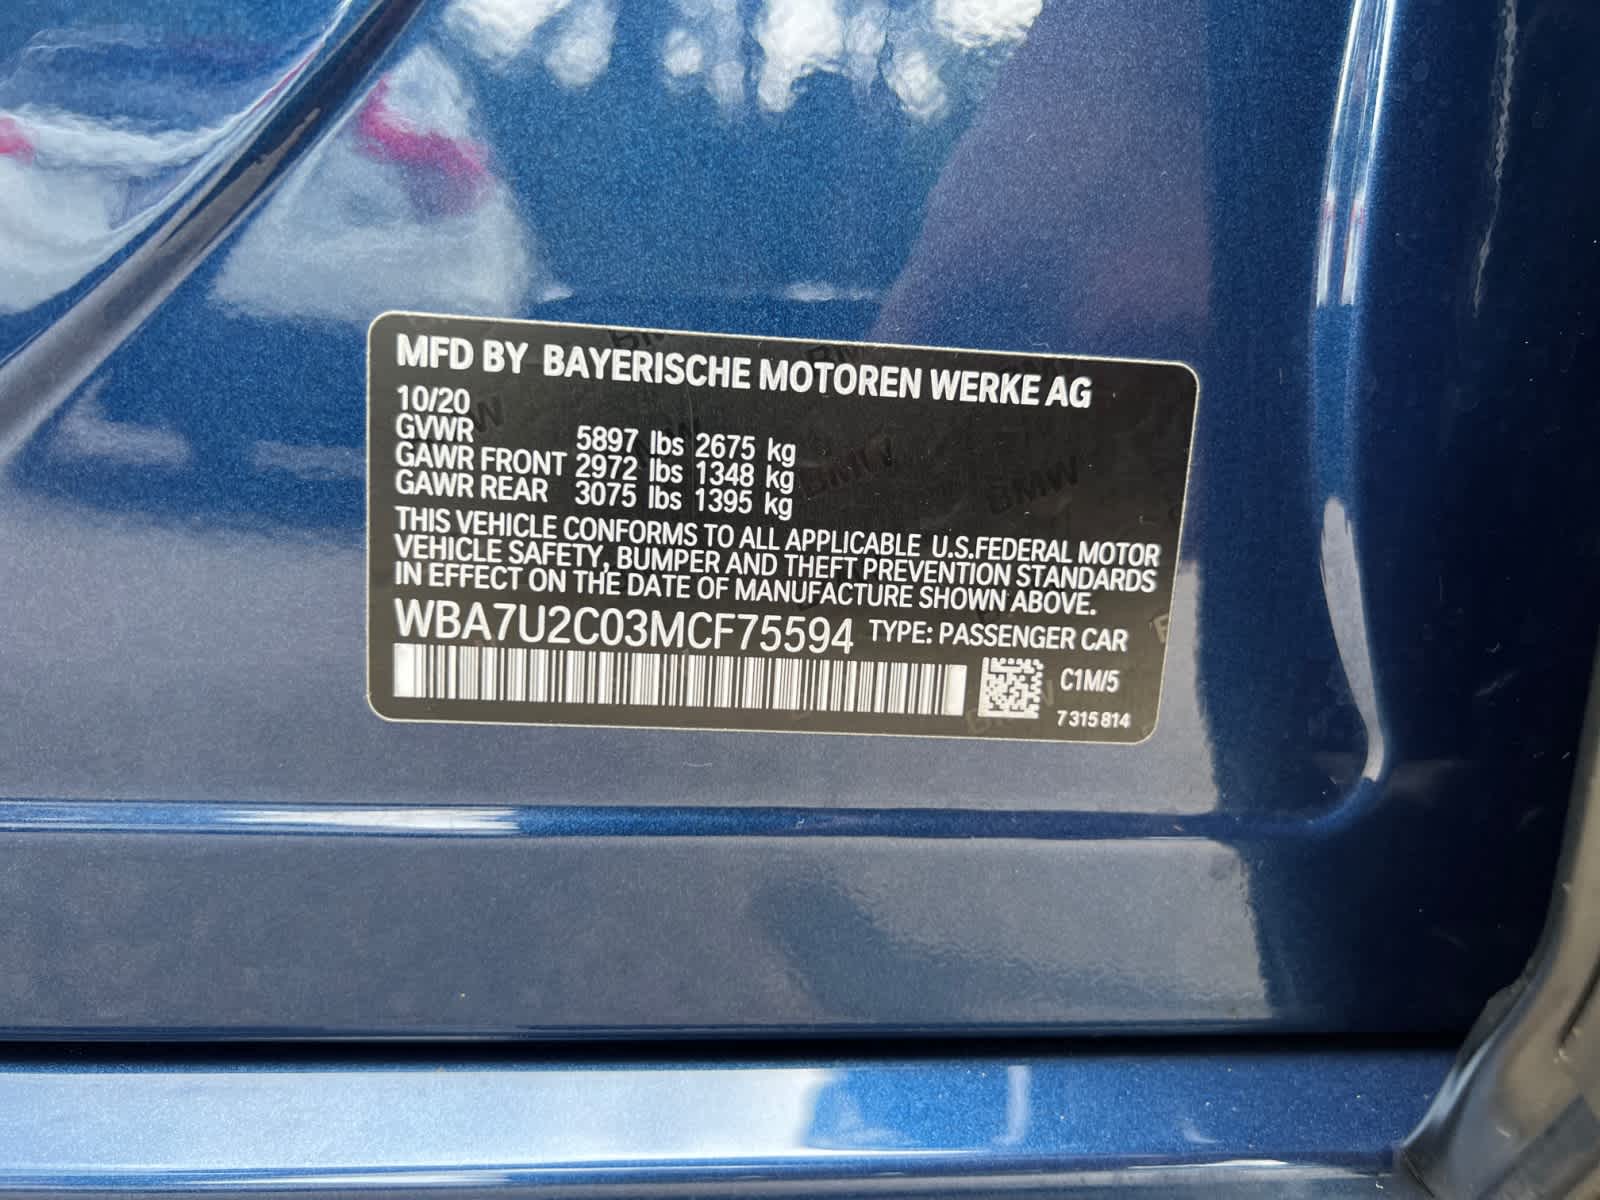 MFD BY BAYERISCHE MOTOREN WERKE AG
10/20
GVWR 5897 lbs 2675 kg
GAWR FRONT 2972 lbs 1348 kg
GAWR REAR 3075 lbs 1395 kg
THIS VEHICLE CONFORMS TO ALL APPLICABLE U.S.FEDERAL MOTOR
VEHICLE SAFETY, BUMPER AND THEFT PREVENTION STANDARDS
IN EFFECT ON THE DATE OF MANUFACTURE SHOWN ABOVE.
WBA7U2C03MCF75594 TYPE: PASSENGER CAR
C1M/5
7 315 814